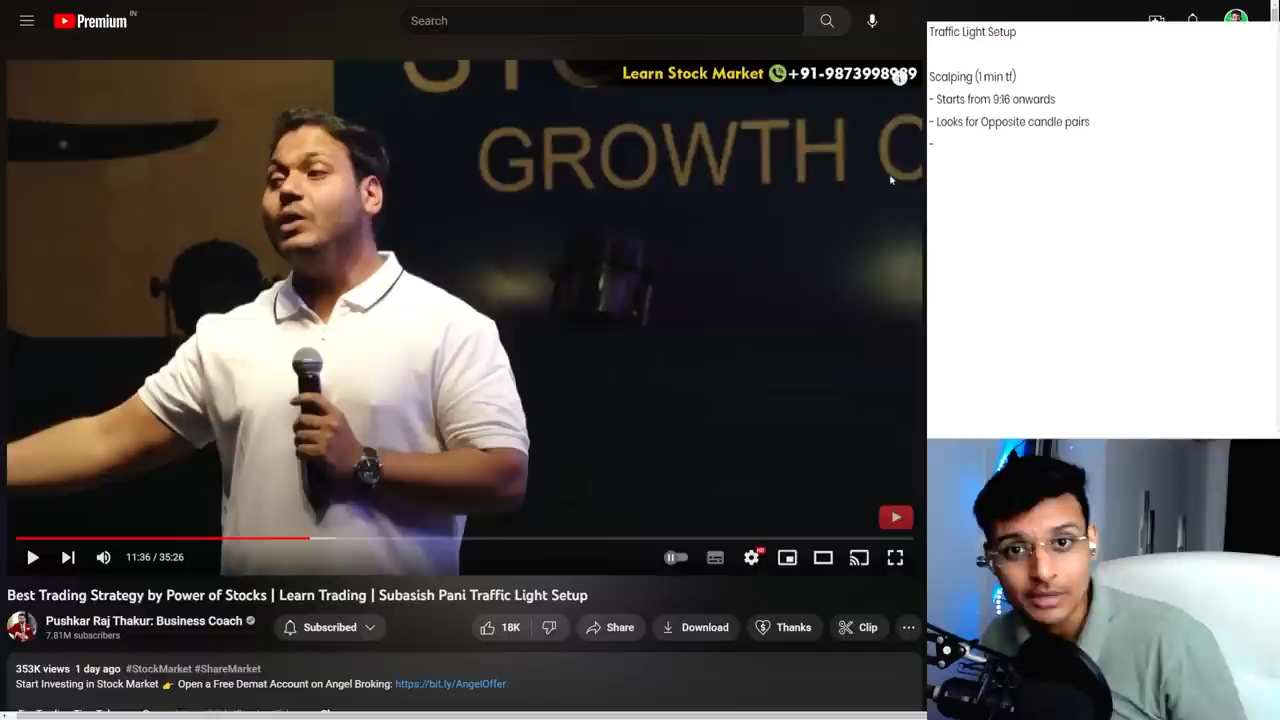 Premium IN
Search
Learn Stock Market +91-9873998989
GROWTH
11:36 / 35:26
HD
Best Trading Strategy by Power of Stocks | Learn Trading | Subasish Pani Traffic Light Setup
Pushkar Raj Thakur: Business Coach
7.81M subscribers
Subscribed
18K
Share
Download
Thanks
Clip
353K views 1 day ago #StockMarket #ShareMarket
Start Investing in Stock Market 👉 Open a Free Demat Account on Angel Broking: https://bit.ly/AngelOffer
Traffic Light Setup
Scalping (1 min tf)
- Starts from 9:16 onwards
- Looks for Opposite candle pairs
-